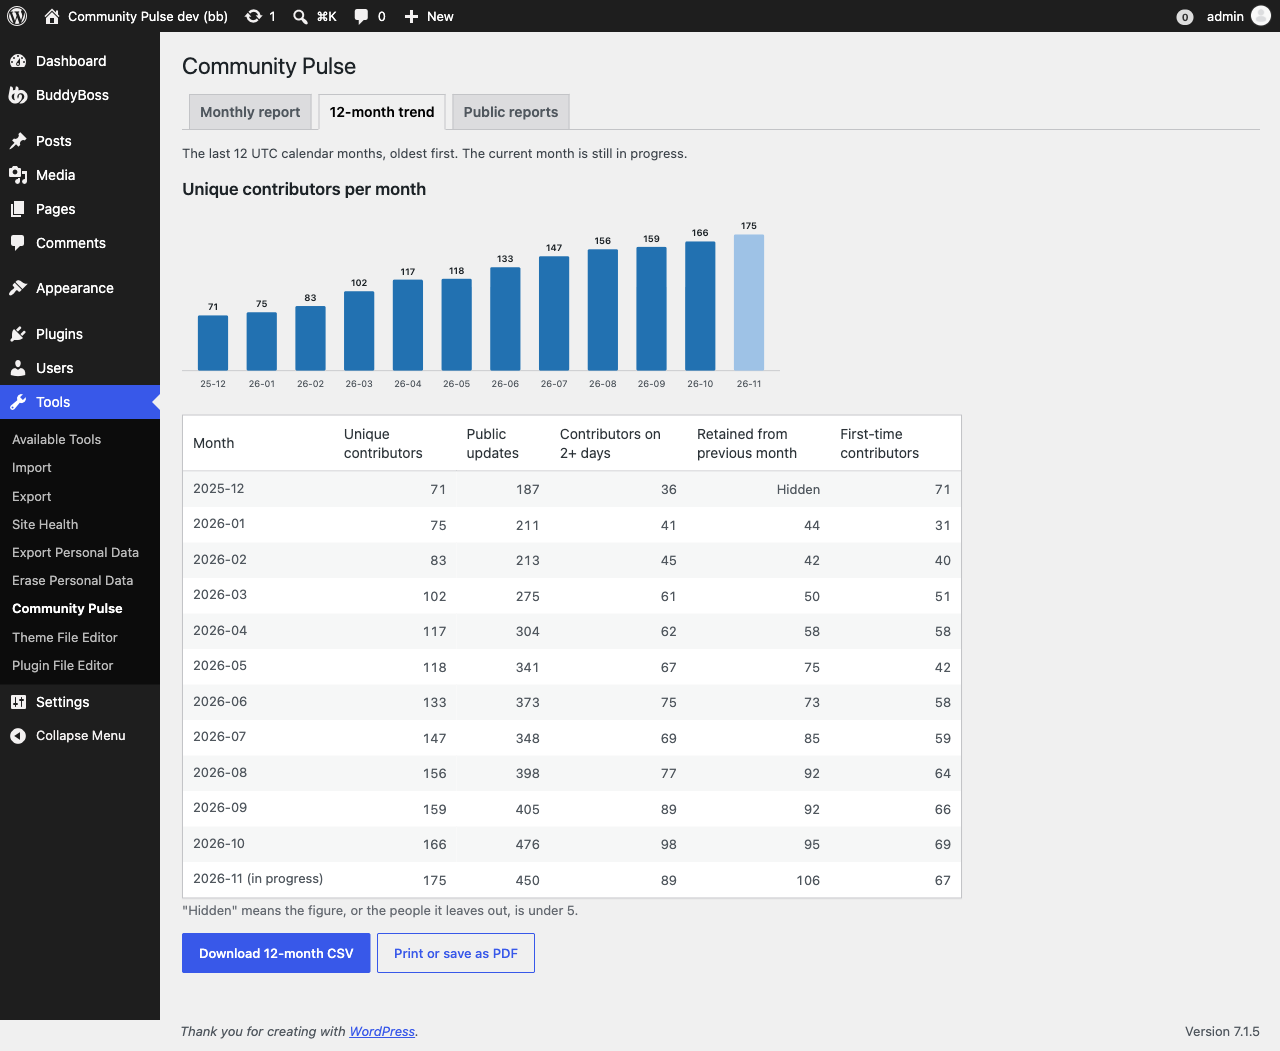 Community Pulse dev (bb) 1 ⌘K 0 New 0 admin
Dashboard
BuddyBoss
Posts
Media
Pages
Comments
Appearance
Plugins
Users
Tools
Available Tools
Import
Export
Site Health
Export Personal Data
Erase Personal Data
Community Pulse
Theme File Editor
Plugin File Editor
Settings
Collapse Menu
Community Pulse
Monthly report 12-month trend Public reports
The last 12 UTC calendar months, oldest first. The current month is still in progress.
Unique contributors per month
71 75 83 102 117 118 133 147 156 159 166 175
25-12 26-01 26-02 26-03 26-04 26-05 26-06 26-07 26-08 26-09 26-10 26-11
Month Unique contributors Public updates Contributors on 2+ days Retained from previous month First-time contributors
2025-12 71 187 36 Hidden 71
2026-01 75 211 41 44 31
2026-02 83 213 45 42 40
2026-03 102 275 61 50 51
2026-04 117 304 62 58 58
2026-05 118 341 67 75 42
2026-06 133 373 75 73 58
2026-07 147 348 69 85 59
2026-08 156 398 77 92 64
2026-09 159 405 89 92 66
2026-10 166 476 98 95 69
2026-11 (in progress) 175 450 89 106 67
"Hidden" means the figure, or the people it leaves out, is under 5.
Download 12-month CSV Print or save as PDF
Thank you for creating with WordPress. Version 7.1.5